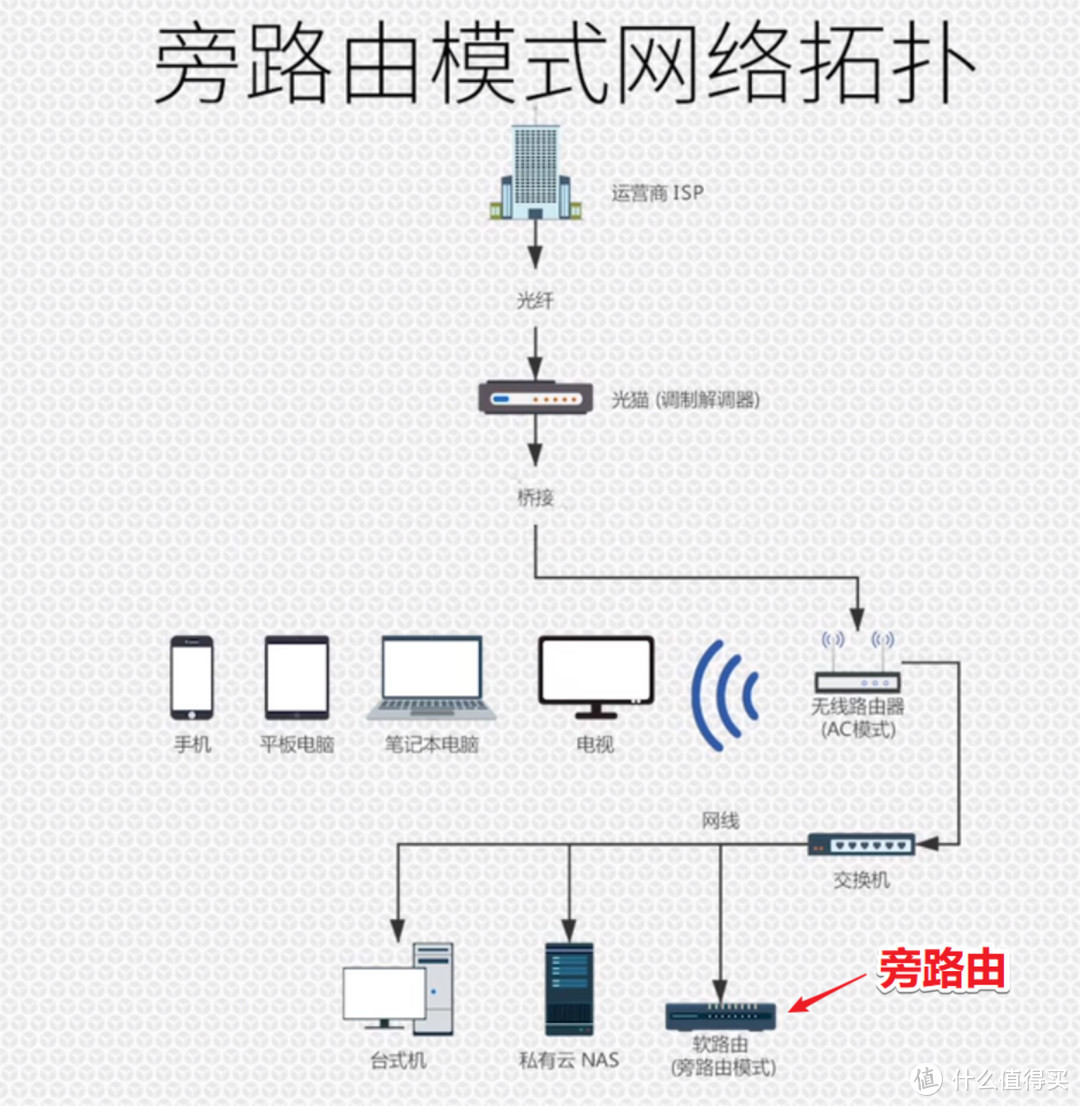 旁路由模式网络拓扑
运营商 ISP
光纤
光猫 (调制解调器)
桥接
手机
平板电脑
笔记本电脑
电视
无线路由器
(AC模式)
网线
交换机
旁路由
台式机
私有云 NAS
软路由
(旁路由模式)
值 什么值得买